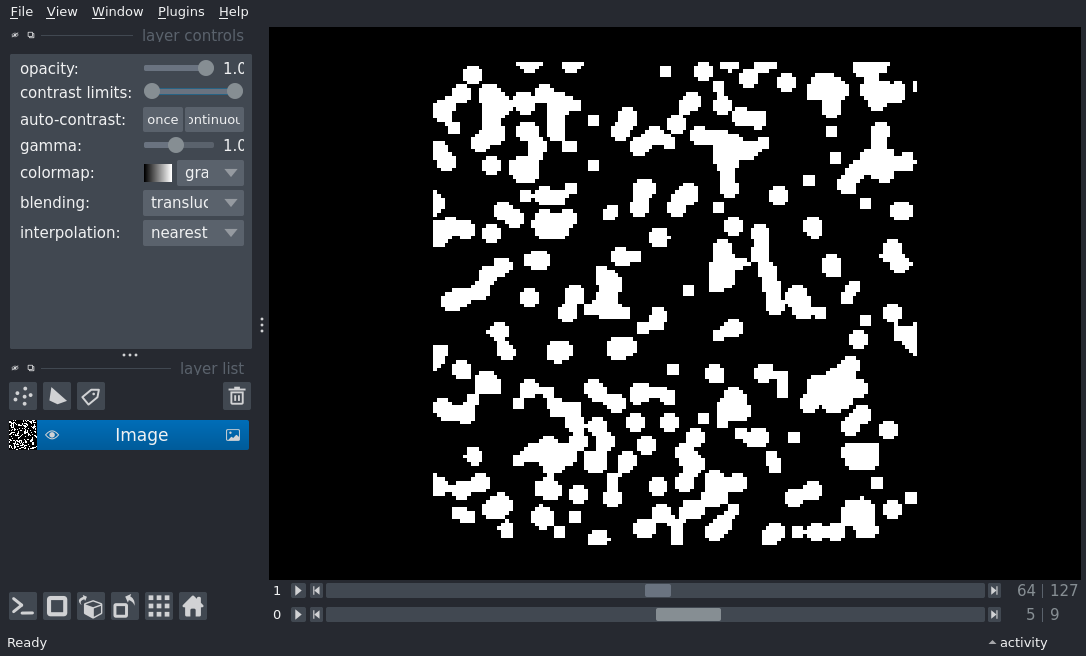 File View Window Plugins Help
layer controls
opacity: 1.0
contrast limits:
auto-contrast: once ontinuou
gamma: 1.0
colormap: gra
blending: transluc
interpolation: nearest
layer list
Image
1 64 | 127
0 5 | 9
Ready activity